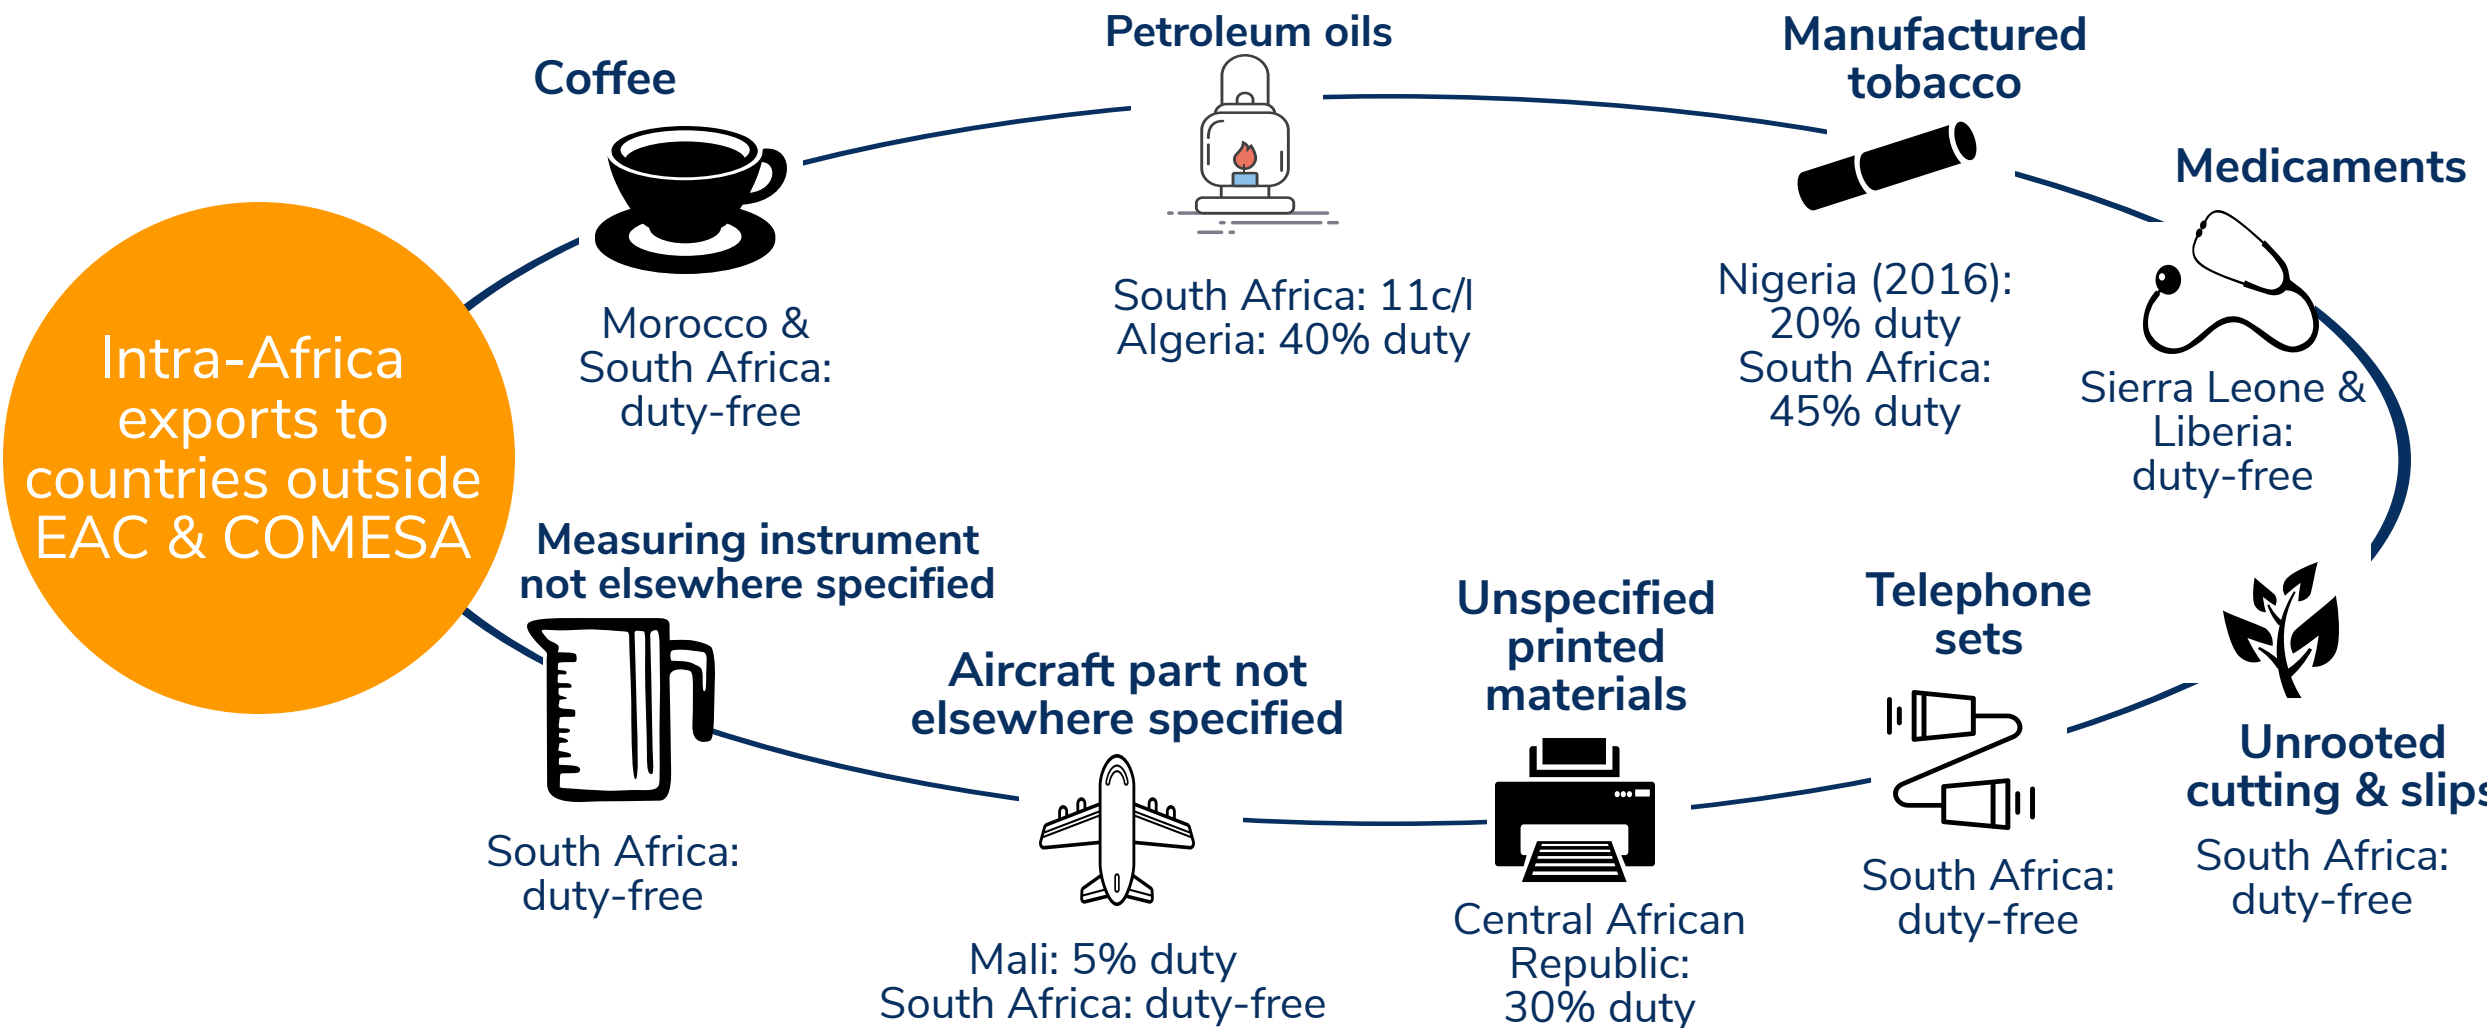 Intra-Africa
exports to
countries outside
EAC & COMESA
Coffee
Morocco &
South Africa:
duty-free
Petroleum oils
South Africa: 11c/l
Algeria: 40% duty
Manufactured
tobacco
Nigeria (2016):
20% duty
South Africa:
45% duty
Medicaments
Sierra Leone &
Liberia:
duty-free
Unrooted
cutting & slips
South Africa:
duty-free
Telephone
sets
South Africa:
duty-free
Unspecified
printed
materials
Central African
Republic:
30% duty
Aircraft part not
elsewhere specified
Mali: 5% duty
South Africa: duty-free
Measuring instrument
not elsewhere specified
South Africa:
duty-free